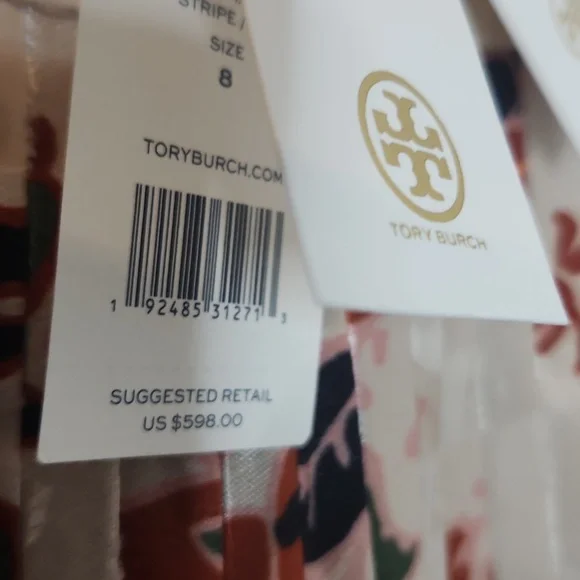 STRIPE/
SIZE
8
TORYBURCH.COM
1 92485 31271 3
SUGGESTED RETAIL
US $598.00
TORY BURCH